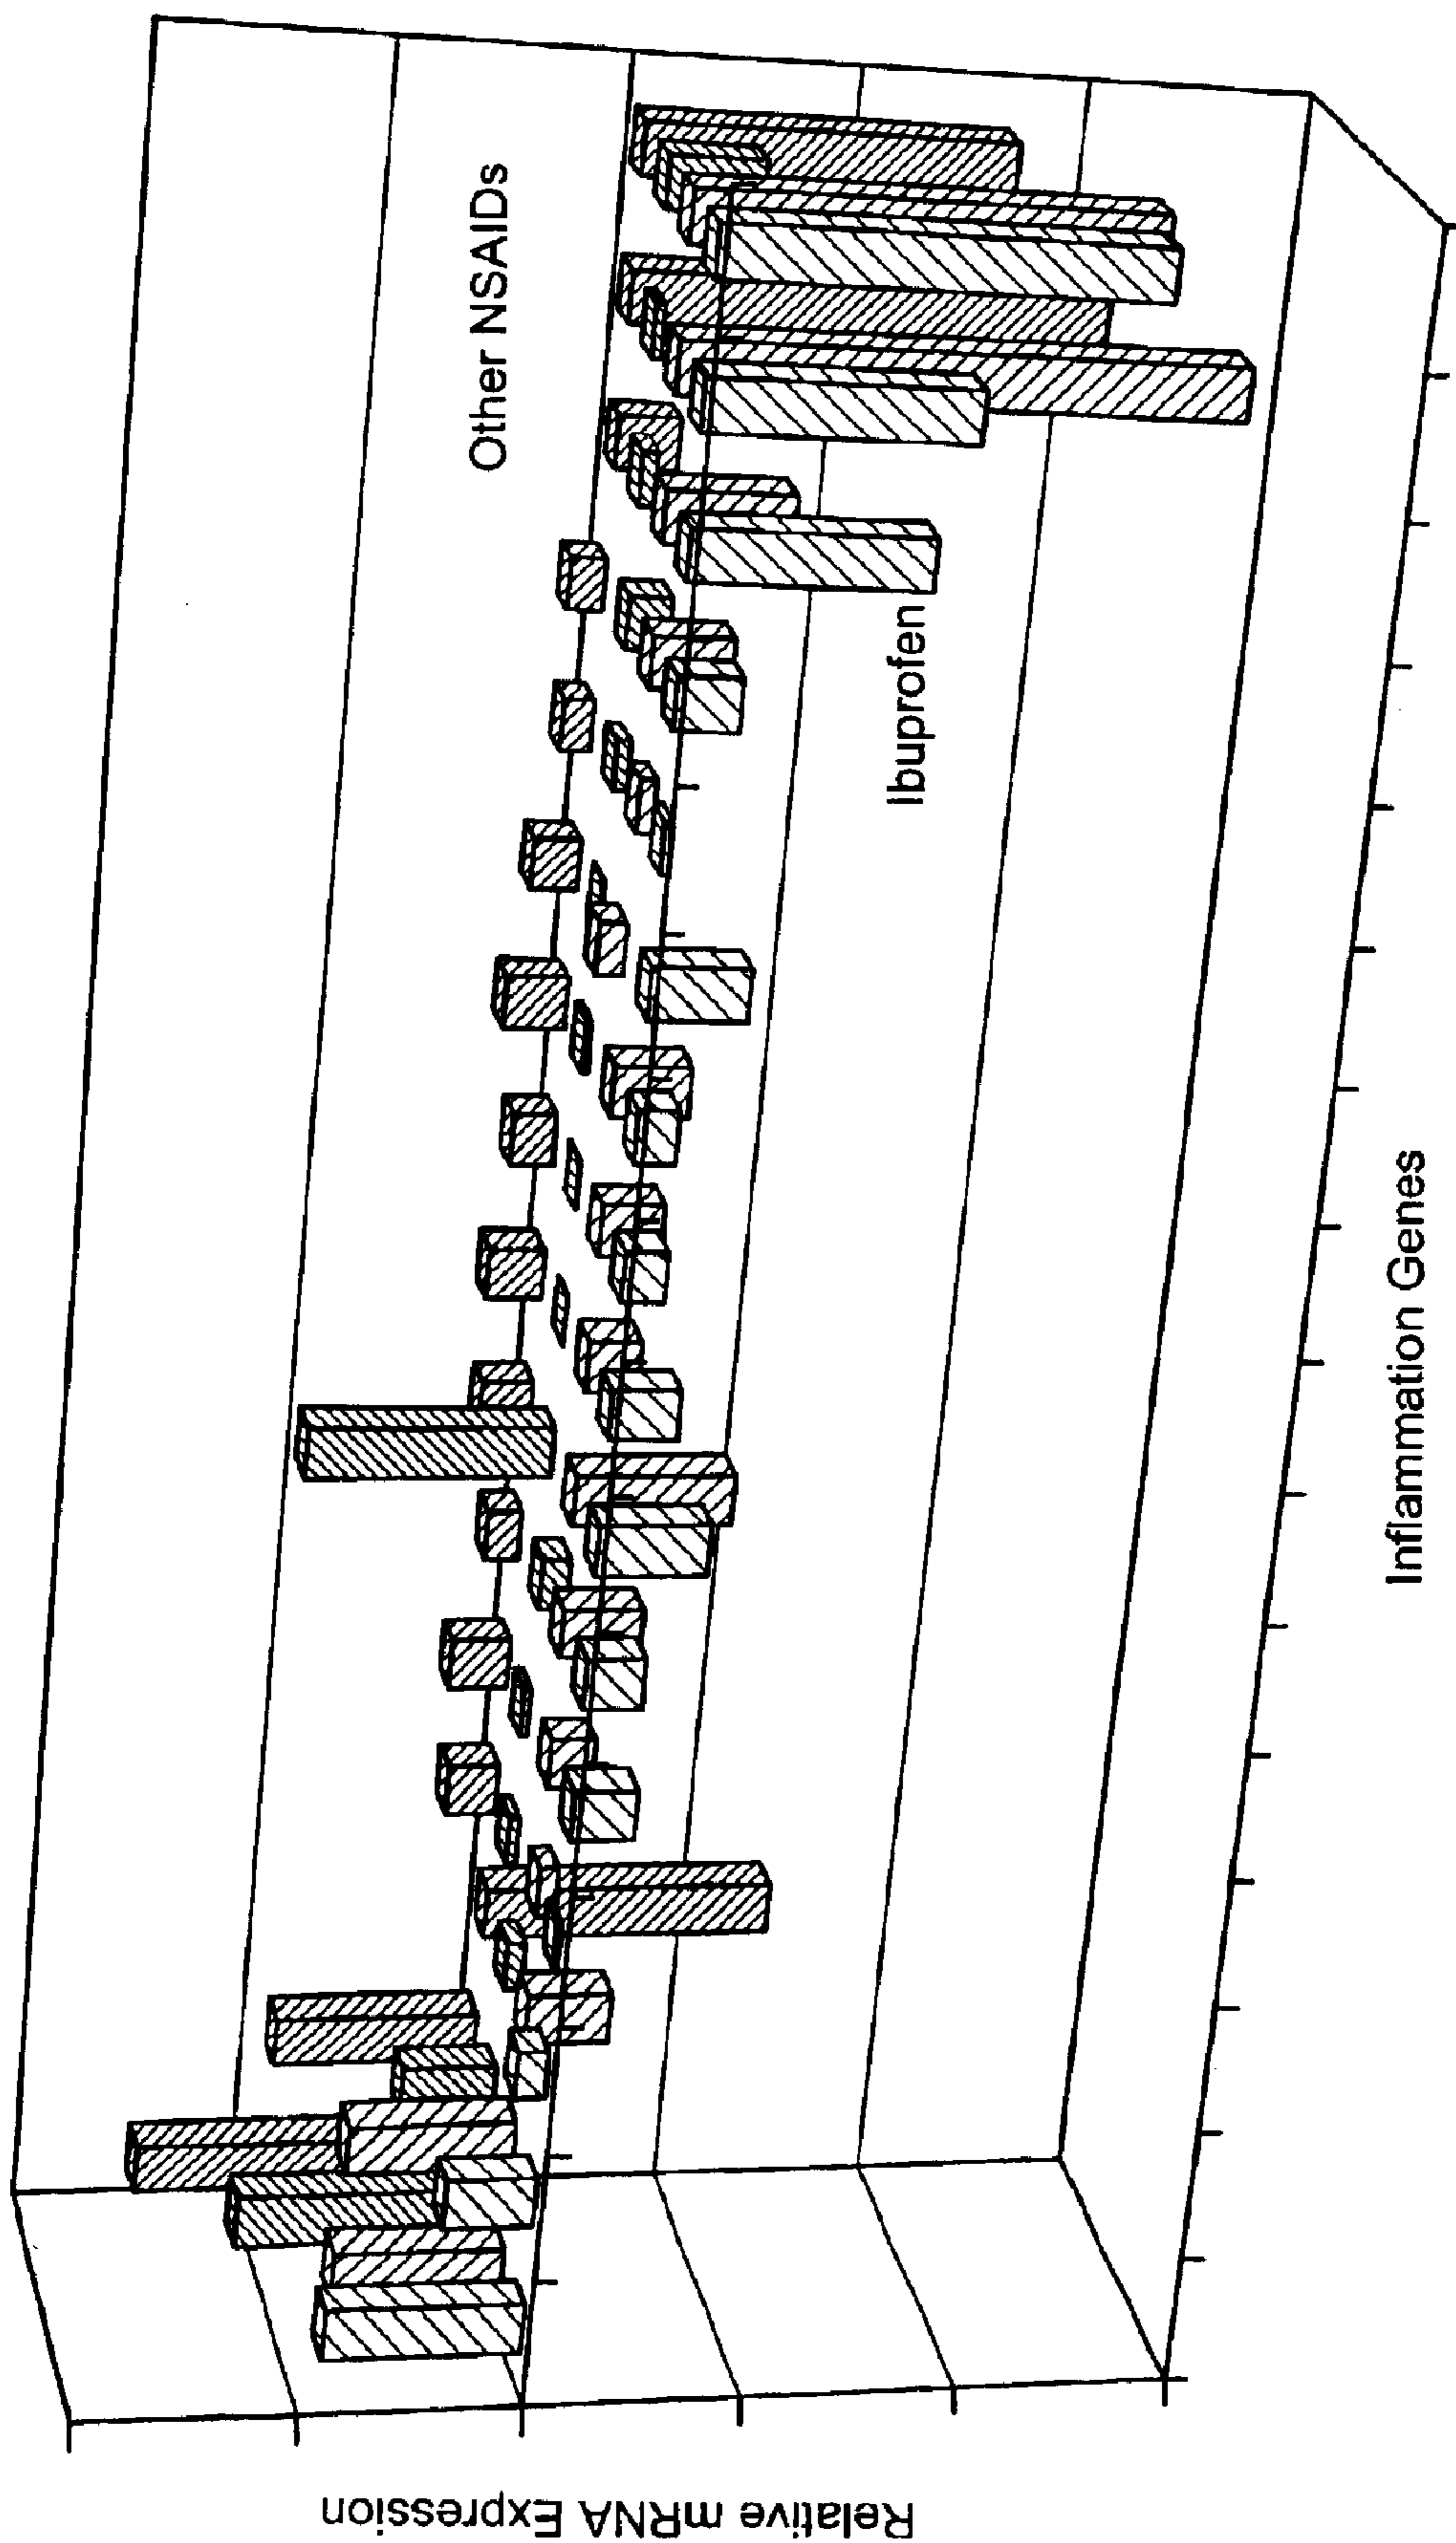 Other NSAIDs
Ibuprofen
Inflammation Genes
Relative mRNA Expression